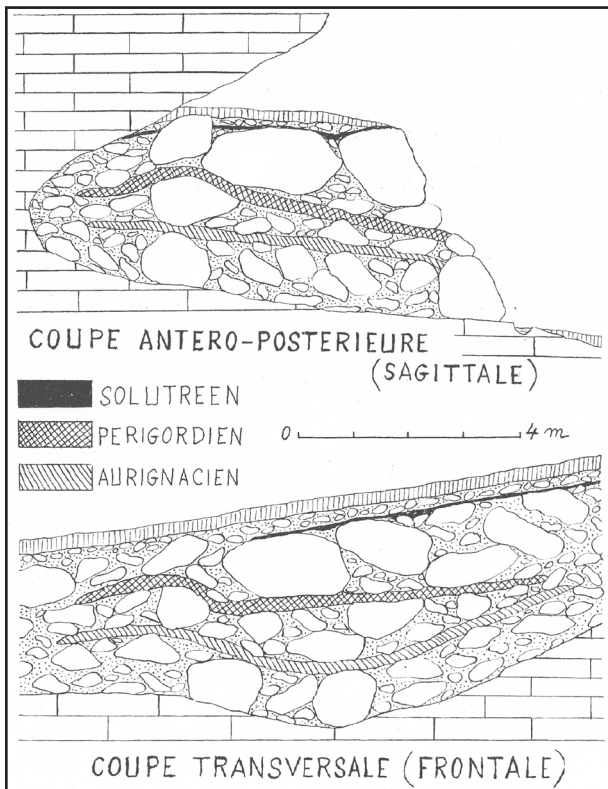 COUPE ANTERO-POSTERIEURE
(SAGITTALE)
SOLUTREEN
PERIGORDIEN
AURIGNACIEN
0 4 m
COUPE TRANSVERSALE (FRONTALE)